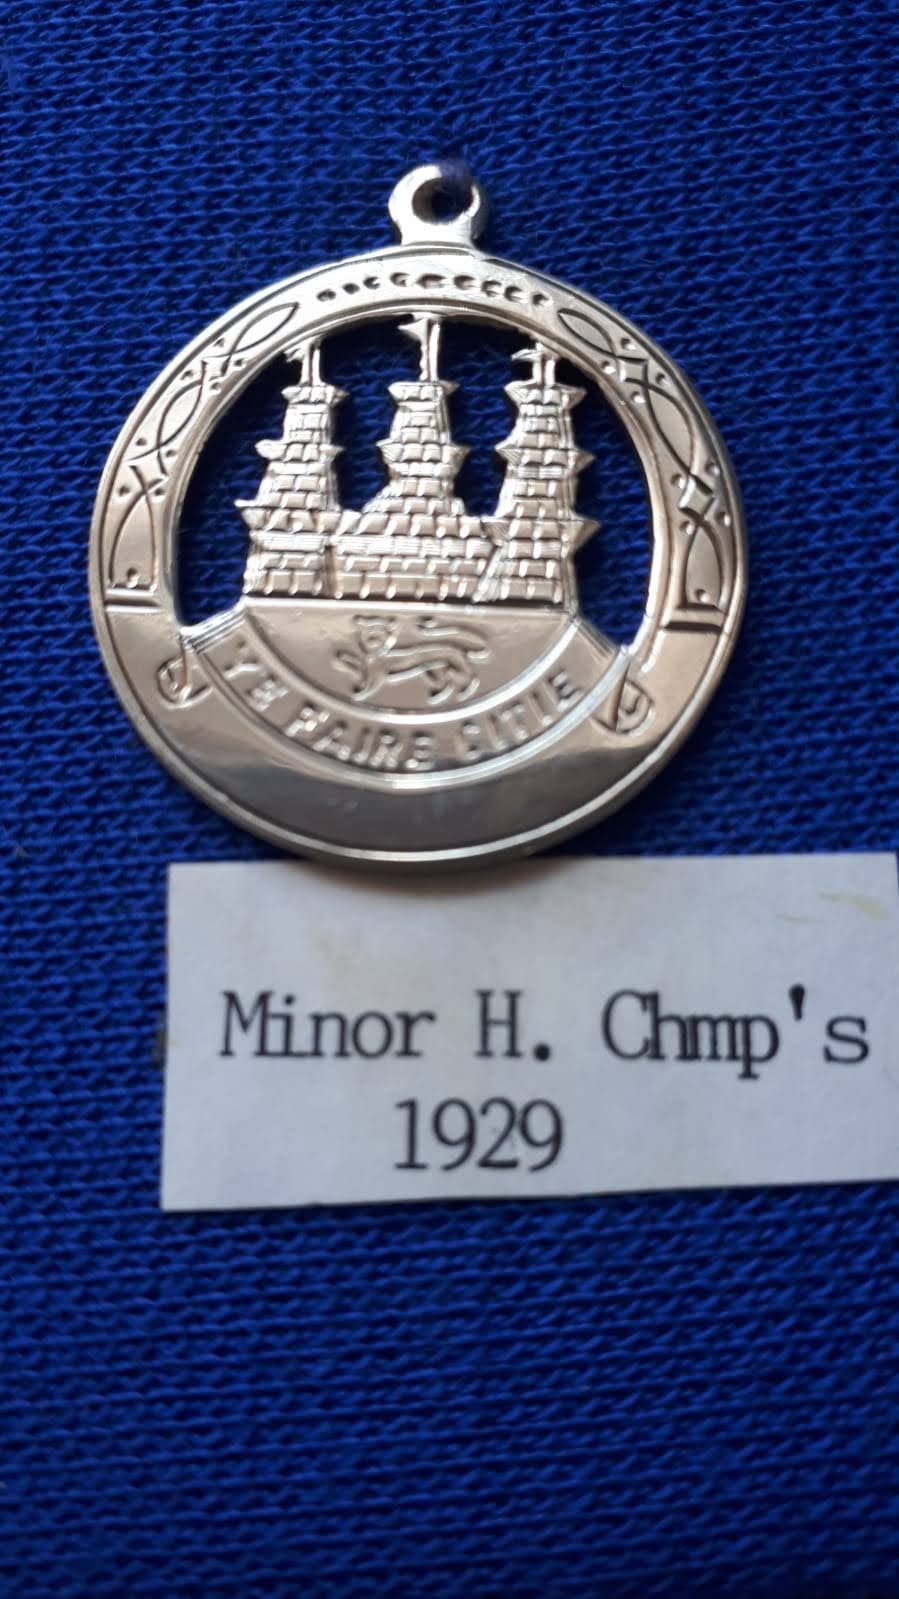 YE FAIRE CITIE
Minor H. Chmp's
1929